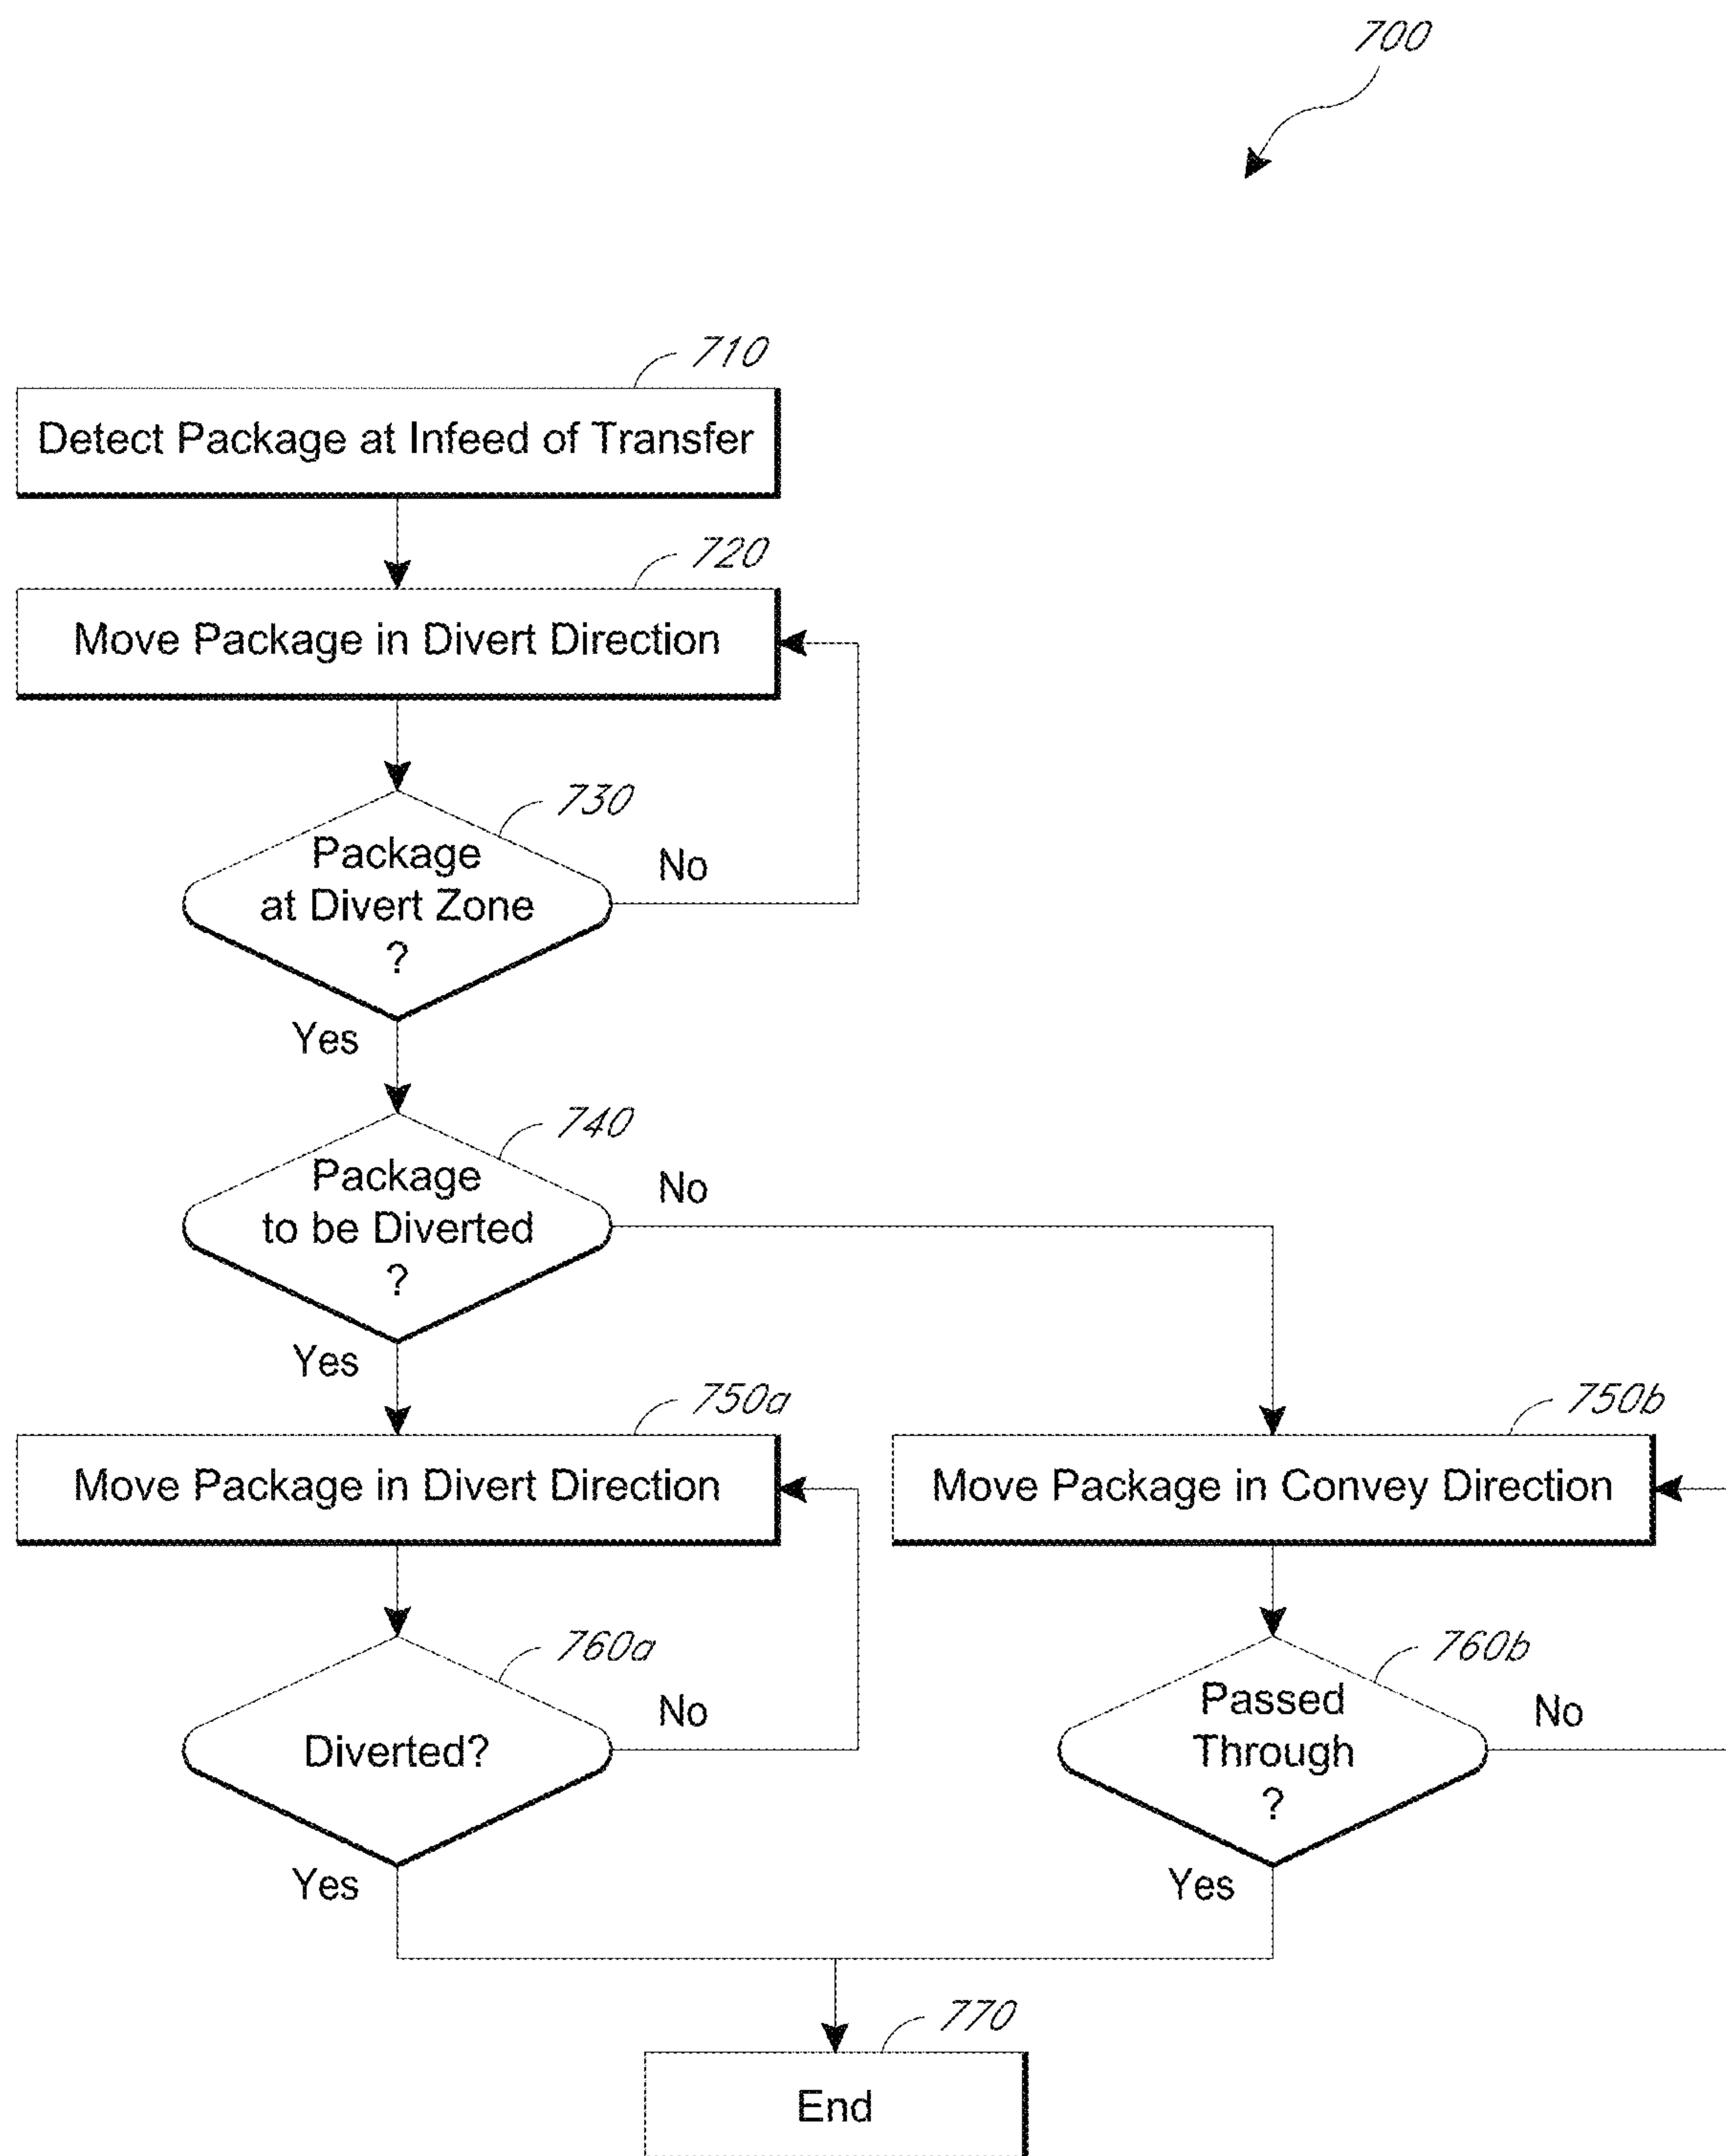 700
710
Detect Package at Infeed of Transfer
720
Move Package in Divert Direction
730
Package
at Divert Zone
?
No
Yes
740
Package
to be Diverted
?
No
Yes
750a
Move Package in Divert Direction
750b
Move Package in Convey Direction
760a
Diverted?
No
Yes
760b
Passed
Through
?
No
Yes
770
End